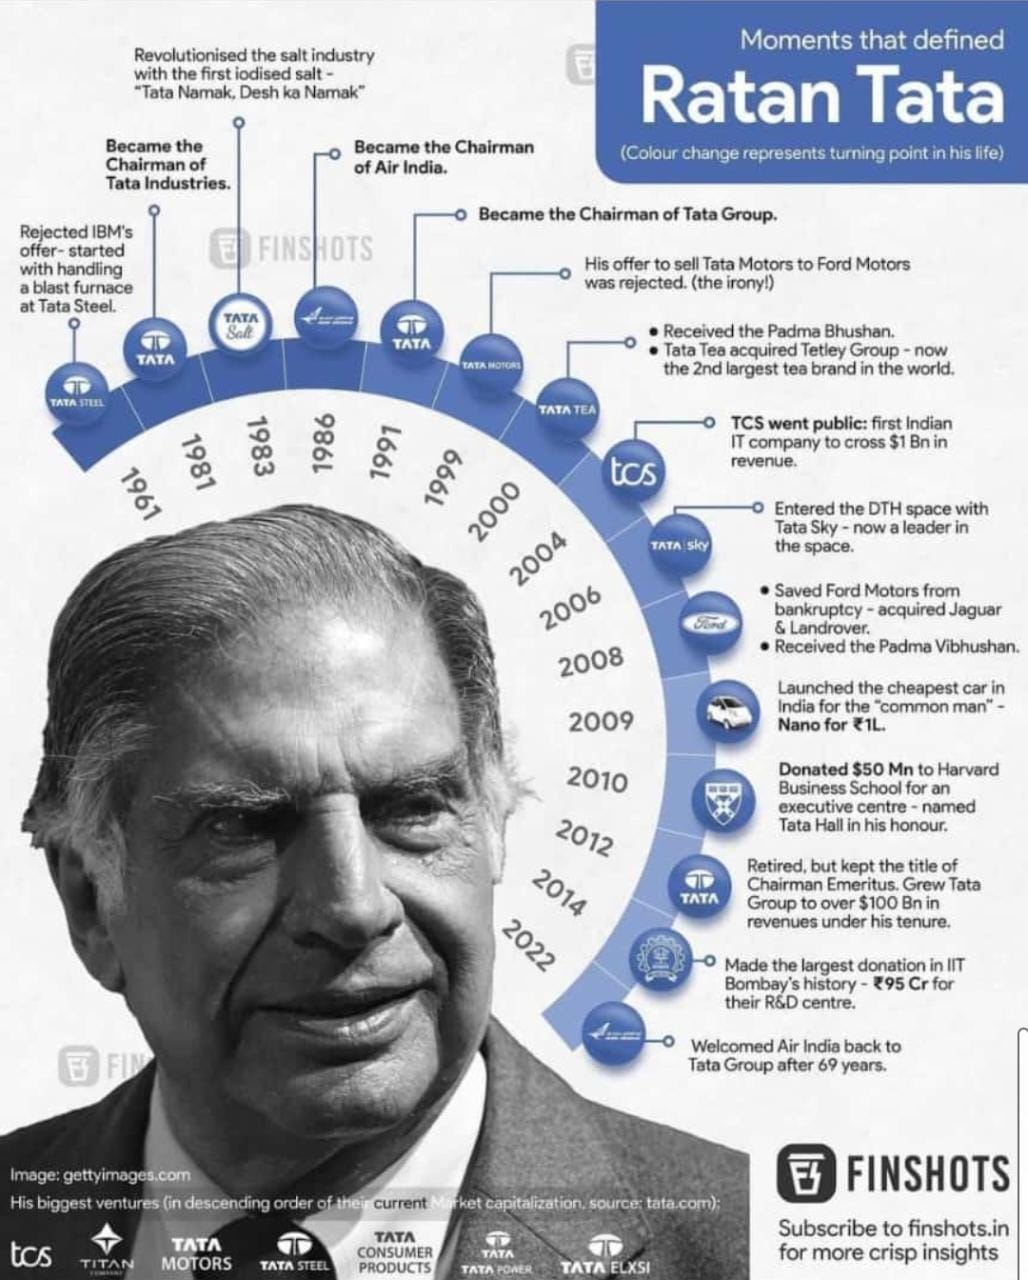 Moments that defined
Ratan Tata
(Colour change represents turning point in his life)
Revolutionised the salt industry
with the first iodised salt -
"Tata Namak, Desh ka Namak"
Became the
Chairman of
Tata Industries.
Became the Chairman
of Air India.
Became the Chairman of Tata Group.
Rejected IBM's
offer- started
with handling
a blast furnace
at Tata Steel.
FINSHOTS
His offer to sell Tata Motors to Ford Motors
was rejected. (the irony!)
• Received the Padma Bhushan.
• Tata Tea acquired Tetley Group - now
the 2nd largest tea brand in the world.
TCS went public: first Indian
IT company to cross $1 Bn in
revenue.
Entered the DTH space with
Tata Sky - now a leader in
the space.
• Saved Ford Motors from
bankruptcy - acquired Jaguar
& Landrover.
• Received the Padma Vibhushan.
Launched the cheapest car in
India for the "common man" -
Nano for ₹1L.
Donated $50 Mn to Harvard
Business School for an
executive centre - named
Tata Hall in his honour.
Retired, but kept the title of
Chairman Emeritus. Grew Tata
Group to over $100 Bn in
revenues under his tenure.
Made the largest donation in IIT
Bombay's history - ₹95 Cr for
their R&D centre.
Welcomed Air India back to
Tata Group after 69 years.
TATA STEEL
TATA
TATA
Salt
TATA
TATA MOTORS
TATA TEA
tcs
TATA sky
Ford
TATA
1961
1981
1983
1986
1991
1999
2000
2004
2006
2008
2009
2010
2012
2014
2022
FIN
Image: gettyimages.com
His biggest ventures (in descending order of their current Market capitalization, source: tata.com):
tcs
TITAN
COMPANY
TATA
MOTORS
TATA STEEL
TATA
CONSUMER
PRODUCTS
TATA
TATA POWER
TATA ELXSI
FINSHOTS
Subscribe to finshots.in
for more crisp insights